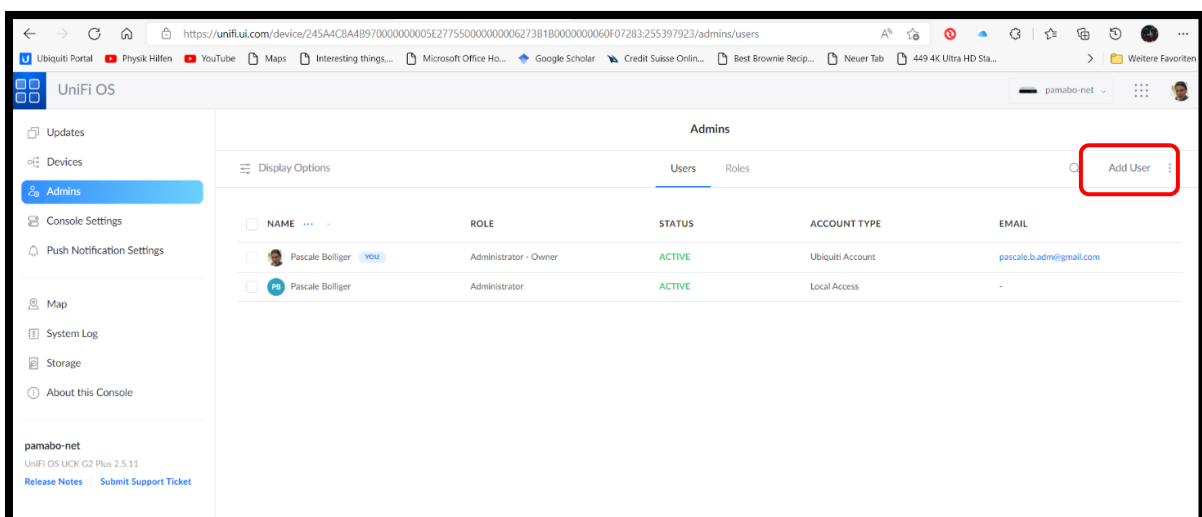 https://unifi.ui.com/device/245A4C8A4B970000000005E277550000000006273B1B0000000060F07283:255397923/admins/users
Ubiquiti Portal Physik Hilfen YouTube Maps Interesting things,... Microsoft Office Ho... Google Scholar Credit Suisse Onlin... Best Brownie Recip... Neuer Tab 449 4K Ultra HD Sta... Weitere Favoriten
UniFi OS pamabo-net
Updates
Admins
Devices
Display Options Users Roles Add User
Admins
Console Settings
NAME ... ROLE STATUS ACCOUNT TYPE EMAIL
Push Notification Settings
Pascale Bolliger YOU Administrator - Owner ACTIVE Ubiquiti Account pascale.b.adm@gmail.com
PB Pascale Bolliger Administrator ACTIVE Local Access -
Map
System Log
Storage
About this Console
pamabo-net
UniFi OS UCK G2 Plus 2.5.11
Release Notes Submit Support Ticket